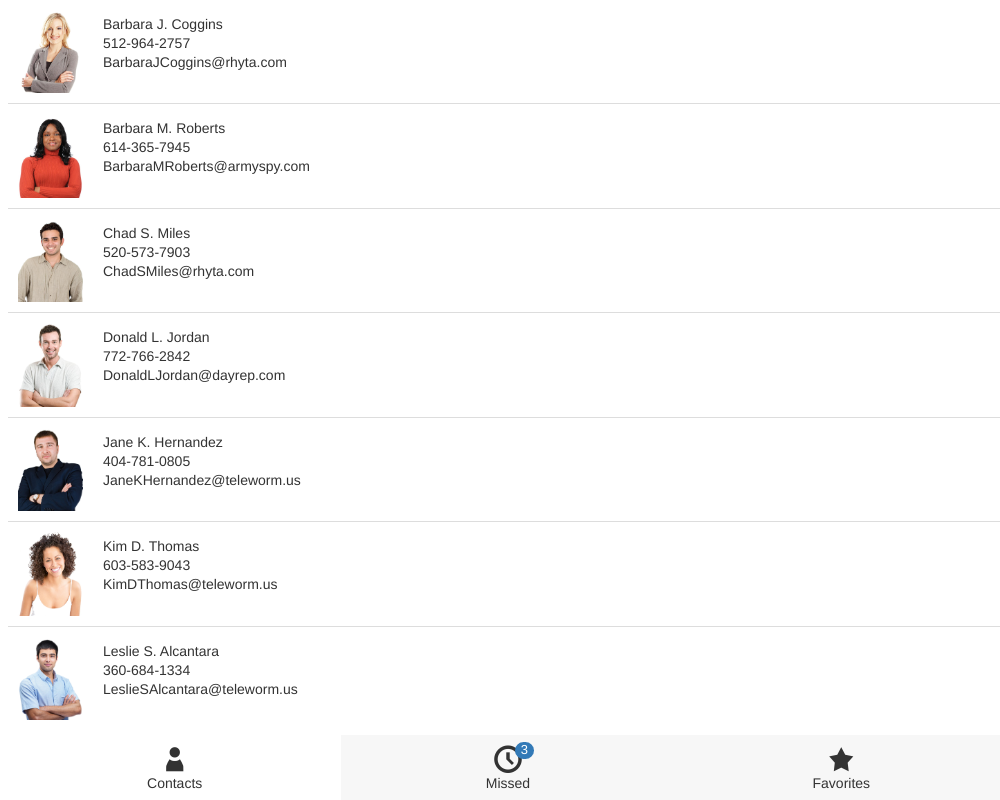 Barbara J. Coggins
512-964-2757
BarbaraJCoggins@rhyta.com
Barbara M. Roberts
614-365-7945
BarbaraMRoberts@armyspy.com
Chad S. Miles
520-573-7903
ChadSMiles@rhyta.com
Donald L. Jordan
772-766-2842
DonaldLJordan@dayrep.com
Jane K. Hernandez
404-781-0805
JaneKHernandez@teleworm.us
Kim D. Thomas
603-583-9043
KimDThomas@teleworm.us
Leslie S. Alcantara
360-684-1334
LeslieSAlcantara@teleworm.us
3
Contacts Missed Favorites